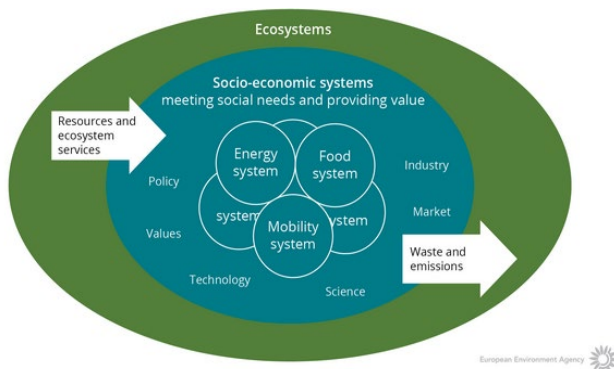 Ecosystems
Socio-economic systems
meeting social needs and providing value
Resources and
ecosystem
services
Energy
system
Food
system
Policy
Industry
system
ystem
Market
Values
Mobility
system
Waste and
emissions
Technology
Science
European Environment Agency